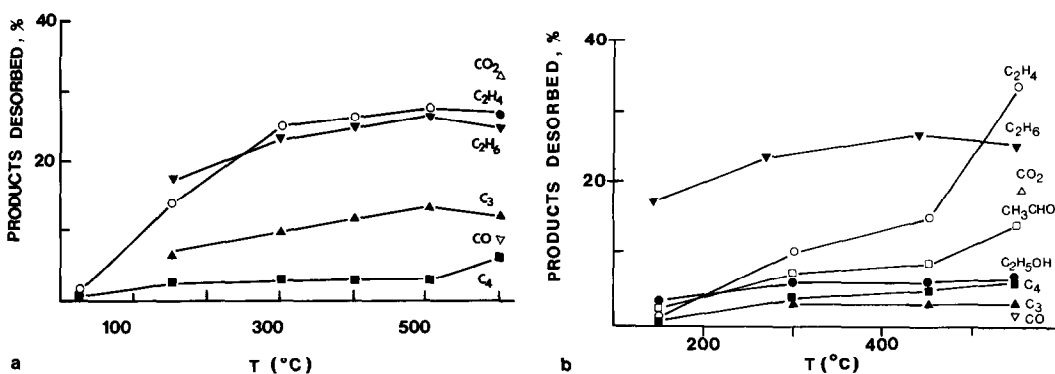 PRODUCTS DESORBED, %
40
20
CO₂
C₂H₄
C₂H₆
C₃
CO
C₄
100
300
500
T (°C)
a
PRODUCTS DESORBED, %
40
20
C₂H₄
C₂H₆
CO₂
CH₃CHO
C₂H₅OH
C₄
C₃
CO
200
400
T (°C)
b